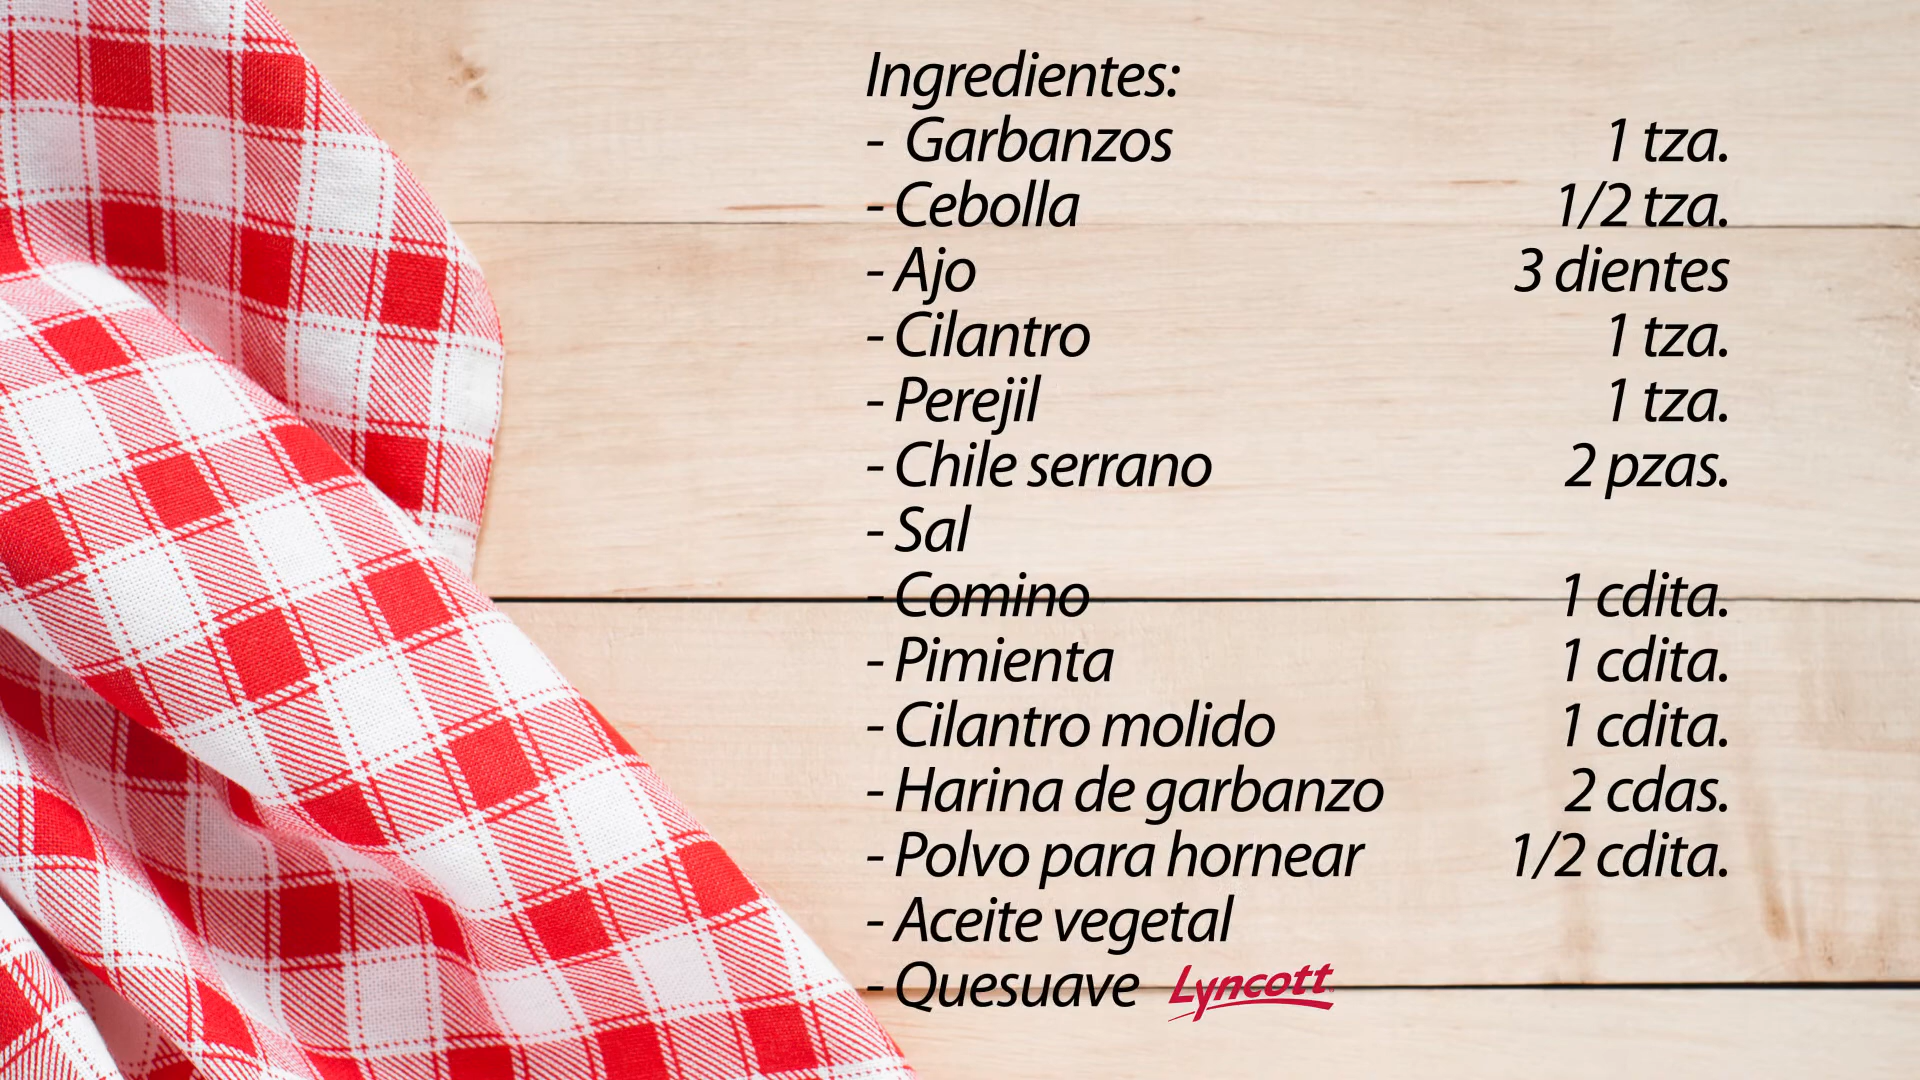 Ingredientes:
- Garbanzos 1 tza.
- Cebolla 1/2 tza.
- Ajo 3 dientes
- Cilantro 1 tza.
- Perejil 1 tza.
- Chile serrano 2 pzas.
- Sal
- Comino 1 cdita.
- Pimienta 1 cdita.
- Cilantro molido 1 cdita.
- Harina de garbanzo 2 cdas.
- Polvo para hornear 1/2 cdita.
- Aceite vegetal
- Quesuave Lyncott